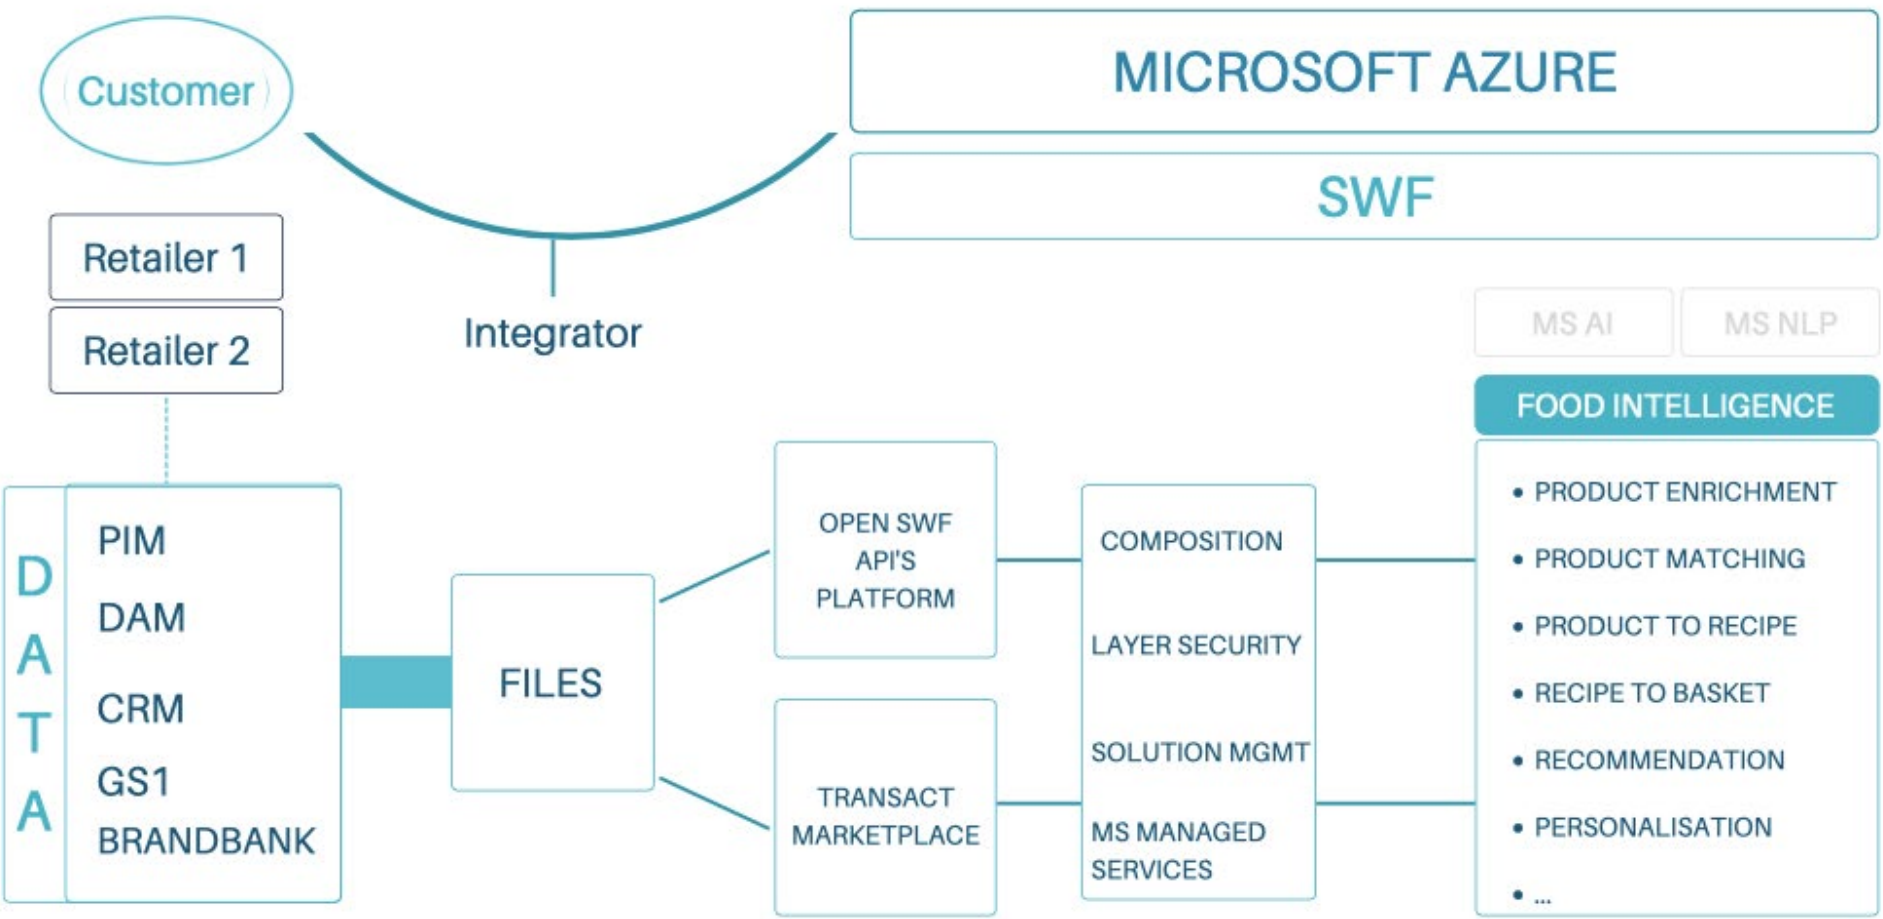 Customer
MICROSOFT AZURE
SWF
Retailer 1
Retailer 2
Integrator
MS AI
MS NLP
FOOD INTELLIGENCE
DATA
PIM
DAM
CRM
GS1
BRANDBANK
FILES
OPEN SWF
API'S
PLATFORM
TRANSACT
MARKETPLACE
COMPOSITION
LAYER SECURITY
SOLUTION MGMT
MS MANAGED
SERVICES
• PRODUCT ENRICHMENT
• PRODUCT MATCHING
• PRODUCT TO RECIPE
• RECIPE TO BASKET
• RECOMMENDATION
• PERSONALISATION
• ...